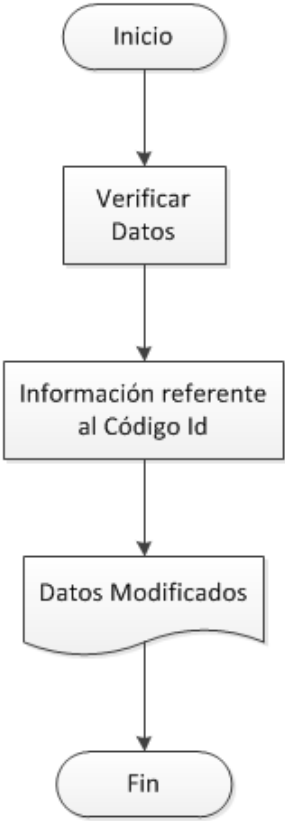 Inicio
Verificar
Datos
Información referente
al Código Id
Datos Modificados
Fin